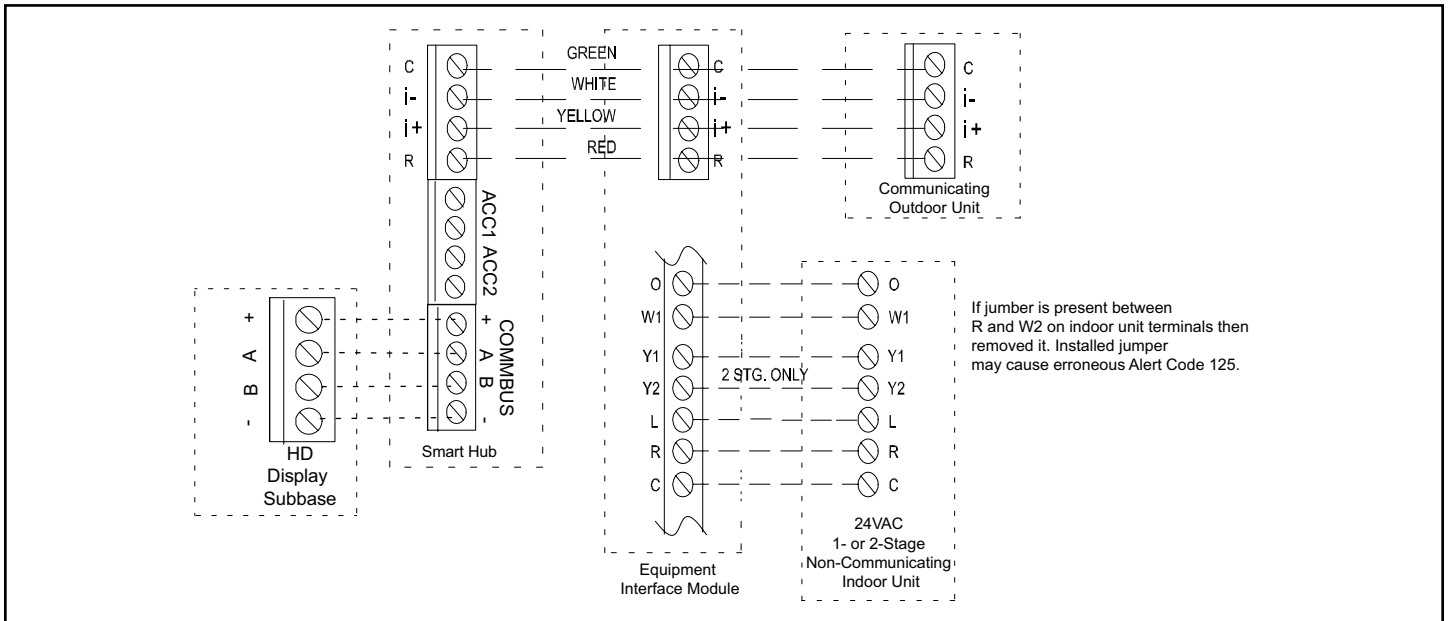 GREEN
C
C
C
WHITE
i-
i-
i-
YELLOW
i+
i+
i+
RED
R
R
R
Communicating
Outdoor Unit
ACC1 ACC2
COMMBUS
+
A
B
-
Smart Hub
+
A
B
-
HD
Display
Subbase
O
W1
Y1
2 STG. ONLY
Y2
L
R
C
Equipment
Interface Module
O
W1
Y1
Y2
L
R
C
24VAC
1- or 2-Stage
Non-Communicating
Indoor Unit
If jumber is present between
R and W2 on indoor unit terminals then
removed it. Installed jumper
may cause erroneous Alert Code 125.